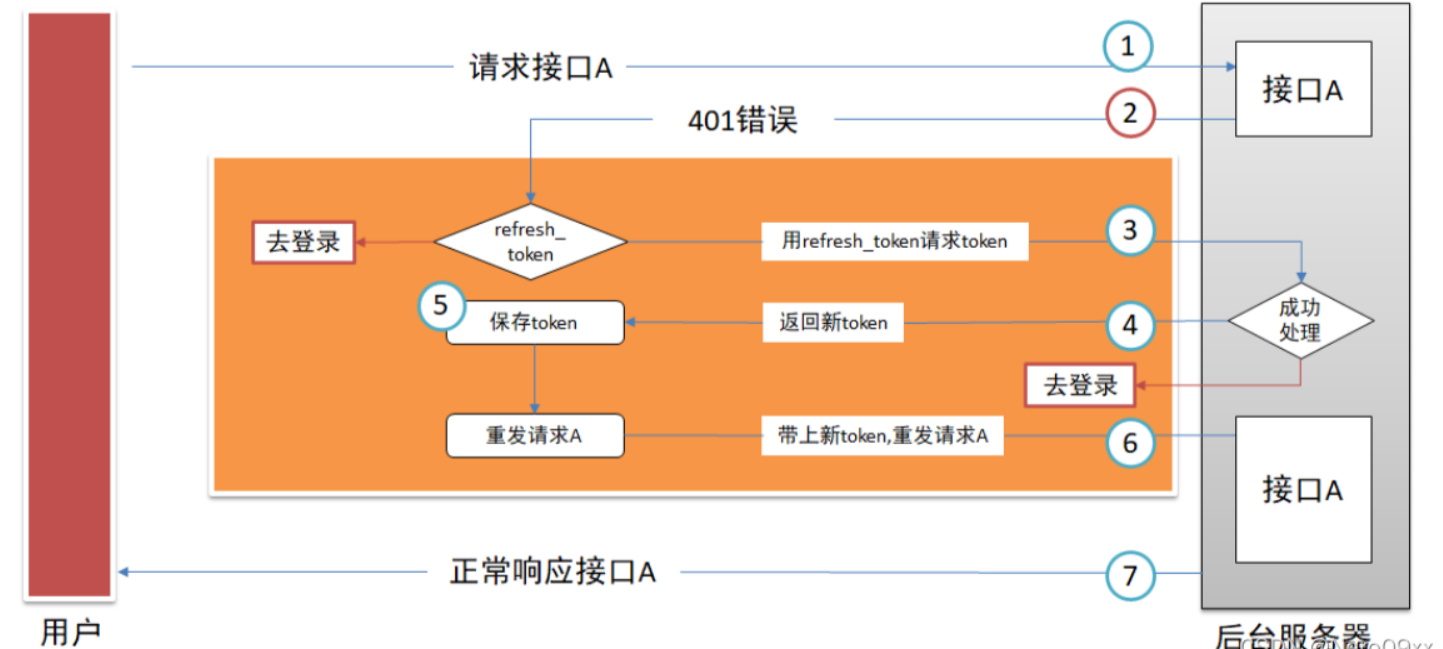 请求接口A
1
接口A
401错误
2
去登录
refresh_
token
用refresh_token请求token
3
5
保存token
返回新token
4
成功
处理
去登录
重发请求A
带上新token,重发请求A
6
接口A
正常响应接口A
7
用户
后台服务器